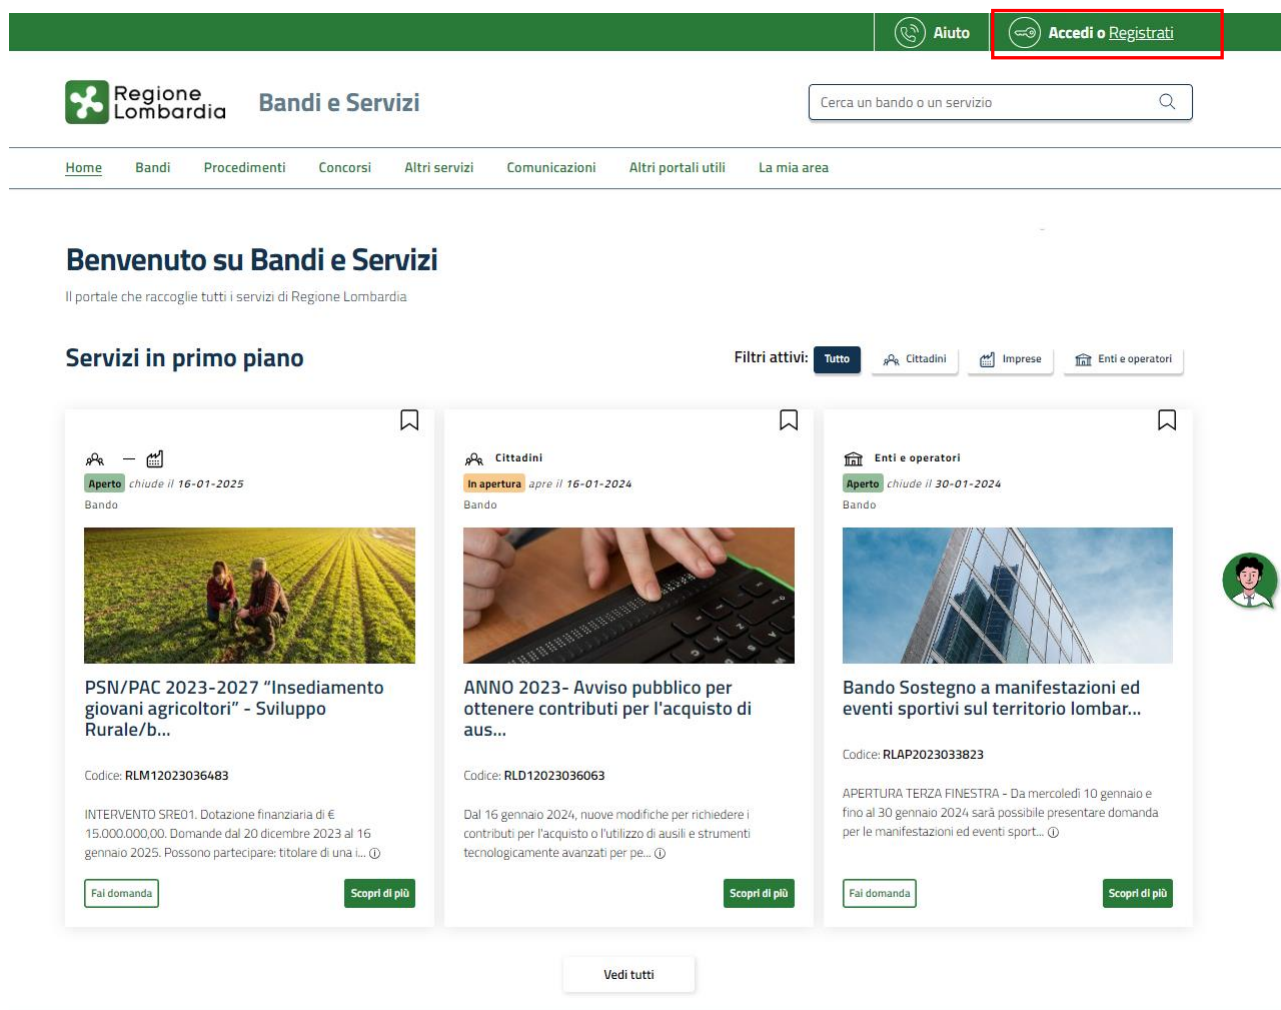 Aiuto
Accedi o Registrati
Regione
Lombardia
Bandi e Servizi
Cerca un bando o un servizio
Home Bandi Procedimenti Concorsi Altri servizi Comunicazioni Altri portali utili La mia area
Benvenuto su Bandi e Servizi
Il portale che raccoglie tutti i servizi di Regione Lombardia
Servizi in primo piano
Filtri attivi: Tutto Cittadini Imprese Enti e operatori
Aperto chiude il 16-01-2025
Bando
PSN/PAC 2023-2027 “Insediamento
giovani agricoltori” - Sviluppo
Rurale/b...
Codice: RLM12023036483
INTERVENTO SRE01. Dotazione finanziaria di €
15.000.000,00. Domande dal 20 dicembre 2023 al 16
gennaio 2025. Possono partecipare: titolare di una i...
Fai domanda
Scopri di più
Cittadini
In apertura apre il 16-01-2024
Bando
ANNO 2023- Avviso pubblico per
ottenere contributi per l'acquisto di
aus...
Codice: RLD12023036063
Dal 16 gennaio 2024, nuove modifiche per richiedere i
contributi per l'acquisto o l'utilizzo di ausili e strumenti
tecnologicamente avanzati per pe...
Scopri di più
Enti e operatori
Aperto chiude il 30-01-2024
Bando
Bando Sostegno a manifestazioni ed
eventi sportivi sul territorio lombar...
Codice: RLAP2023033823
APERTURA TERZA FINESTRA - Da mercoledì 10 gennaio e
fino al 30 gennaio 2024 sarà possibile presentare domanda
per le manifestazioni ed eventi sport...
Fai domanda
Scopri di più
Vedi tutti